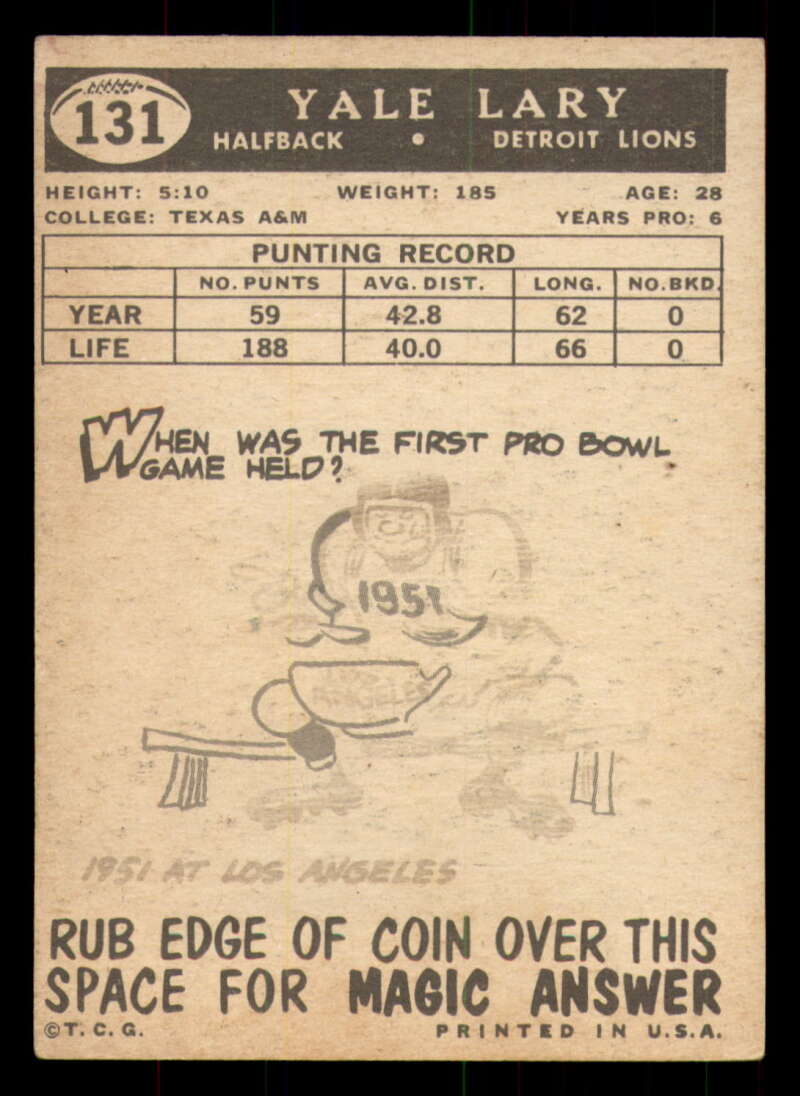 131
YALE LARY
HALFBACK • DETROIT LIONS
HEIGHT: 5:10 WEIGHT: 185 AGE: 28
COLLEGE: TEXAS A&M YEARS PRO: 6
PUNTING RECORD
NO. PUNTS AVG. DIST. LONG. NO. BKD.
YEAR 59 42.8 62 0
LIFE 188 40.0 66 0
WHEN WAS THE FIRST PRO BOWL
GAME HELD?
1951
LOS
ANGELES
1951 AT LOS ANGELES
RUB EDGE OF COIN OVER THIS
SPACE FOR MAGIC ANSWER
©T.C.G. PRINTED IN U.S.A.